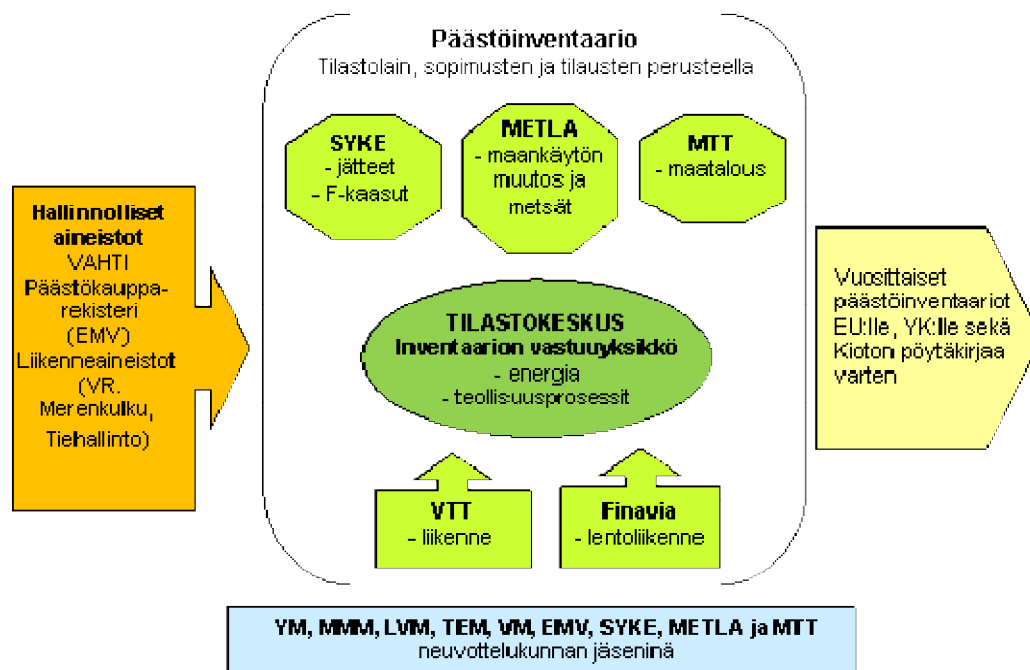 Päästöinventaario
Tilastolain, sopimusten ja tilausten perusteella
SYKE
- jätteet
- F-kaasut
METLA
- maankäytön
muutos ja
metsät
MTT
- maatalous
Hallinnolliset
aineistot
VAHTI
Päästökauppa-
rekisteri
(EMV)
Liikenneaineistot
(VR.
Merenkulku,
Tiehallinto)
TILASTOKESKUS
Inventaarion vastuuyksikkö
- energia
- teollisuusprosessit
Vuosittaiset
päästöinventaariot
EU:lle, YK:lle sekä
Kioton pöytäkirjaa
varten
VTT
- liikenne
Finavia
- lentoliikenne
YM, MMM, LVM, TEM, VM, EMV, SYKE, METLA ja MTT
neuvottelukunnan jäseninä